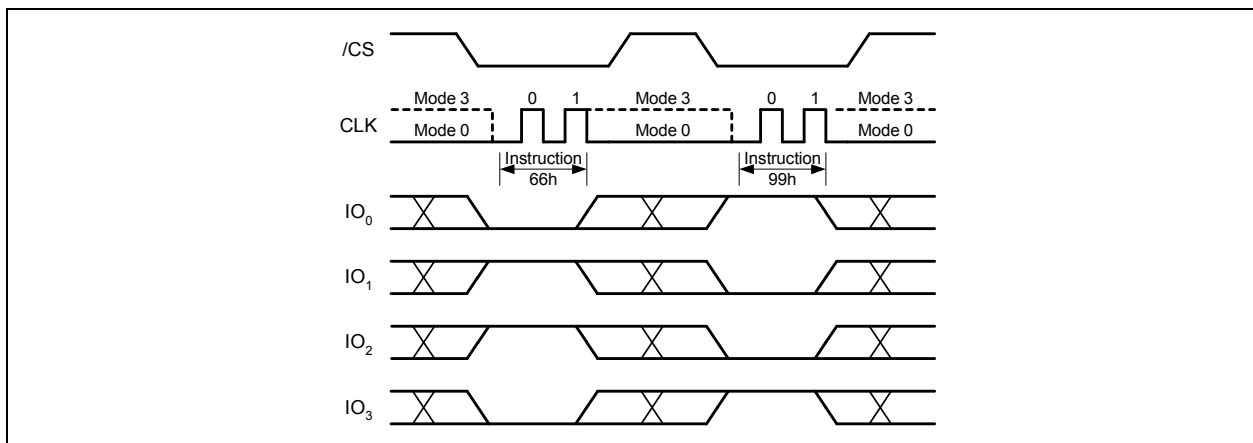 /CS
Mode 3 0 1 Mode 3 0 1 Mode 3
CLK Mode 0 Mode 0 Mode 0
Instruction Instruction
66h 99h
IO0
IO1
IO2
IO3